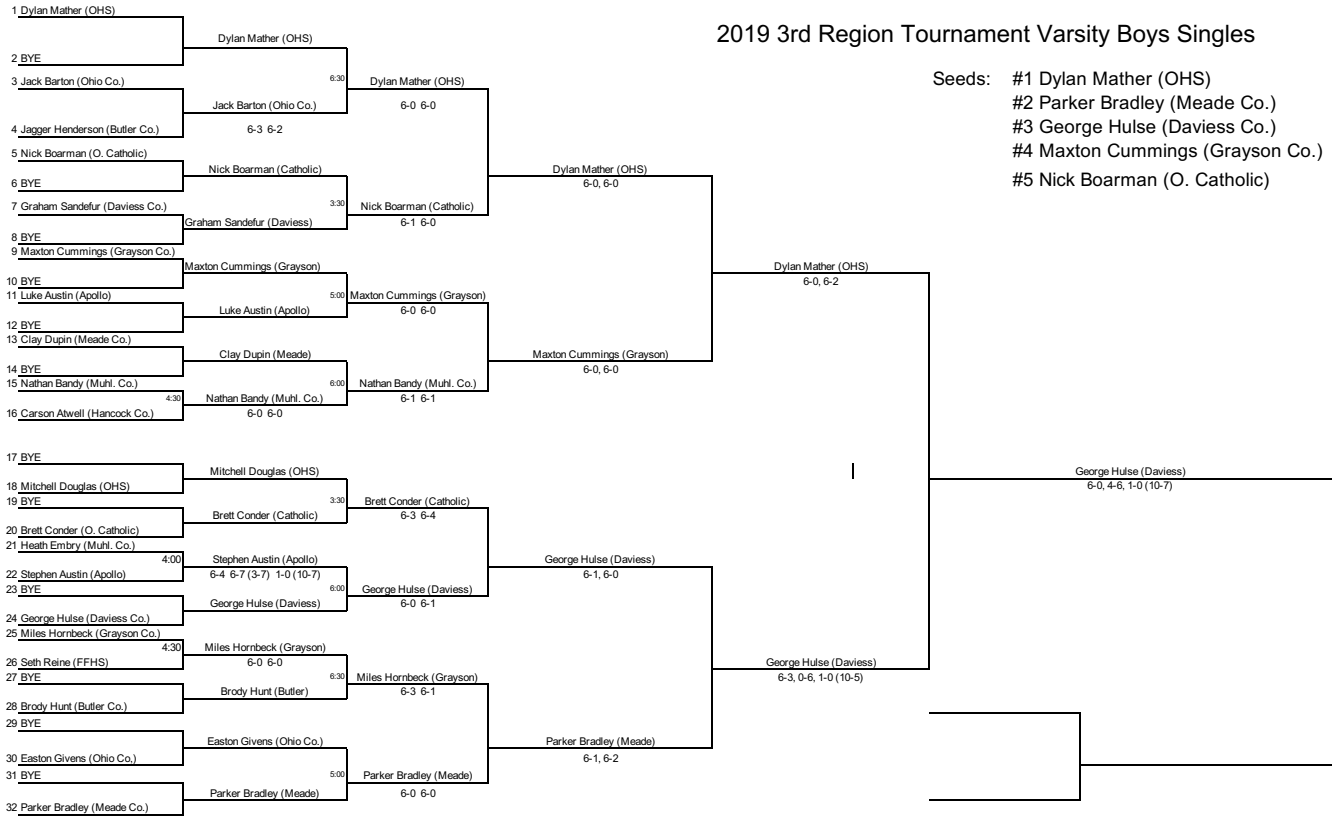 2019 3rd Region Tournament Varsity Boys Singles
Seeds: #1 Dylan Mather (OHS)
#2 Parker Bradley (Meade Co.)
#3 George Hulse (Daviess Co.)
#4 Maxton Cummings (Grayson Co.)
#5 Nick Boarman (O. Catholic)
1 Dylan Mather (OHS)
2 BYE
3 Jack Barton (Ohio Co.)
4 Jagger Henderson (Butler Co.)
5 Nick Boarman (O. Catholic)
6 BYE
7 Graham Sandefur (Daviess Co.)
8 BYE
9 Maxton Cummings (Grayson Co.)
10 BYE
11 Luke Austin (Apollo)
12 BYE
13 Clay Dupin (Meade Co.)
14 BYE
15 Nathan Bandy (Muhl. Co.)
4:30
16 Carson Atwell (Hancock Co.)
17 BYE
18 Mitchell Douglas (OHS)
19 BYE
20 Brett Conder (O. Catholic)
21 Heath Embry (Muhl. Co.)
4:00
22 Stephen Austin (Apollo)
23 BYE
24 George Hulse (Daviess Co.)
25 Miles Hornbeck (Grayson Co.)
4:30
26 Seth Reine (FFHS)
27 BYE
28 Brody Hunt (Butler Co.)
29 BYE
30 Easton Givens (Ohio Co,)
31 BYE
32 Parker Bradley (Meade Co.)
Dylan Mather (OHS)
6:30
Jack Barton (Ohio Co.)
6-3 6-2
Nick Boarman (Catholic)
3:30
Graham Sandefur (Daviess)
Maxton Cummings (Grayson)
5:00
Luke Austin (Apollo)
Clay Dupin (Meade)
6:00
Nathan Bandy (Muhl. Co.)
6-0 6-0
Mitchell Douglas (OHS)
3:30
Brett Conder (Catholic)
Stephen Austin (Apollo)
6-4 6-7 (3-7) 1-0 (10-7)
6:00
George Hulse (Daviess)
Miles Hornbeck (Grayson)
6-0 6-0
6:30
Brody Hunt (Butler)
Easton Givens (Ohio Co.)
5:00
Parker Bradley (Meade)
Dylan Mather (OHS)
6-0 6-0
Nick Boarman (Catholic)
6-1 6-0
Maxton Cummings (Grayson)
6-0 6-0
Nathan Bandy (Muhl. Co.)
6-1 6-1
Brett Conder (Catholic)
6-3 6-4
George Hulse (Daviess)
6-0 6-1
Miles Hornbeck (Grayson)
6-3 6-1
Parker Bradley (Meade)
6-0 6-0
Dylan Mather (OHS)
6-0, 6-0
Maxton Cummings (Grayson)
6-0, 6-0
George Hulse (Daviess)
6-1, 6-0
Parker Bradley (Meade)
6-1, 6-2
Dylan Mather (OHS)
6-0, 6-2
George Hulse (Daviess)
6-3, 0-6, 1-0 (10-5)
George Hulse (Daviess)
6-0, 4-6, 1-0 (10-7)